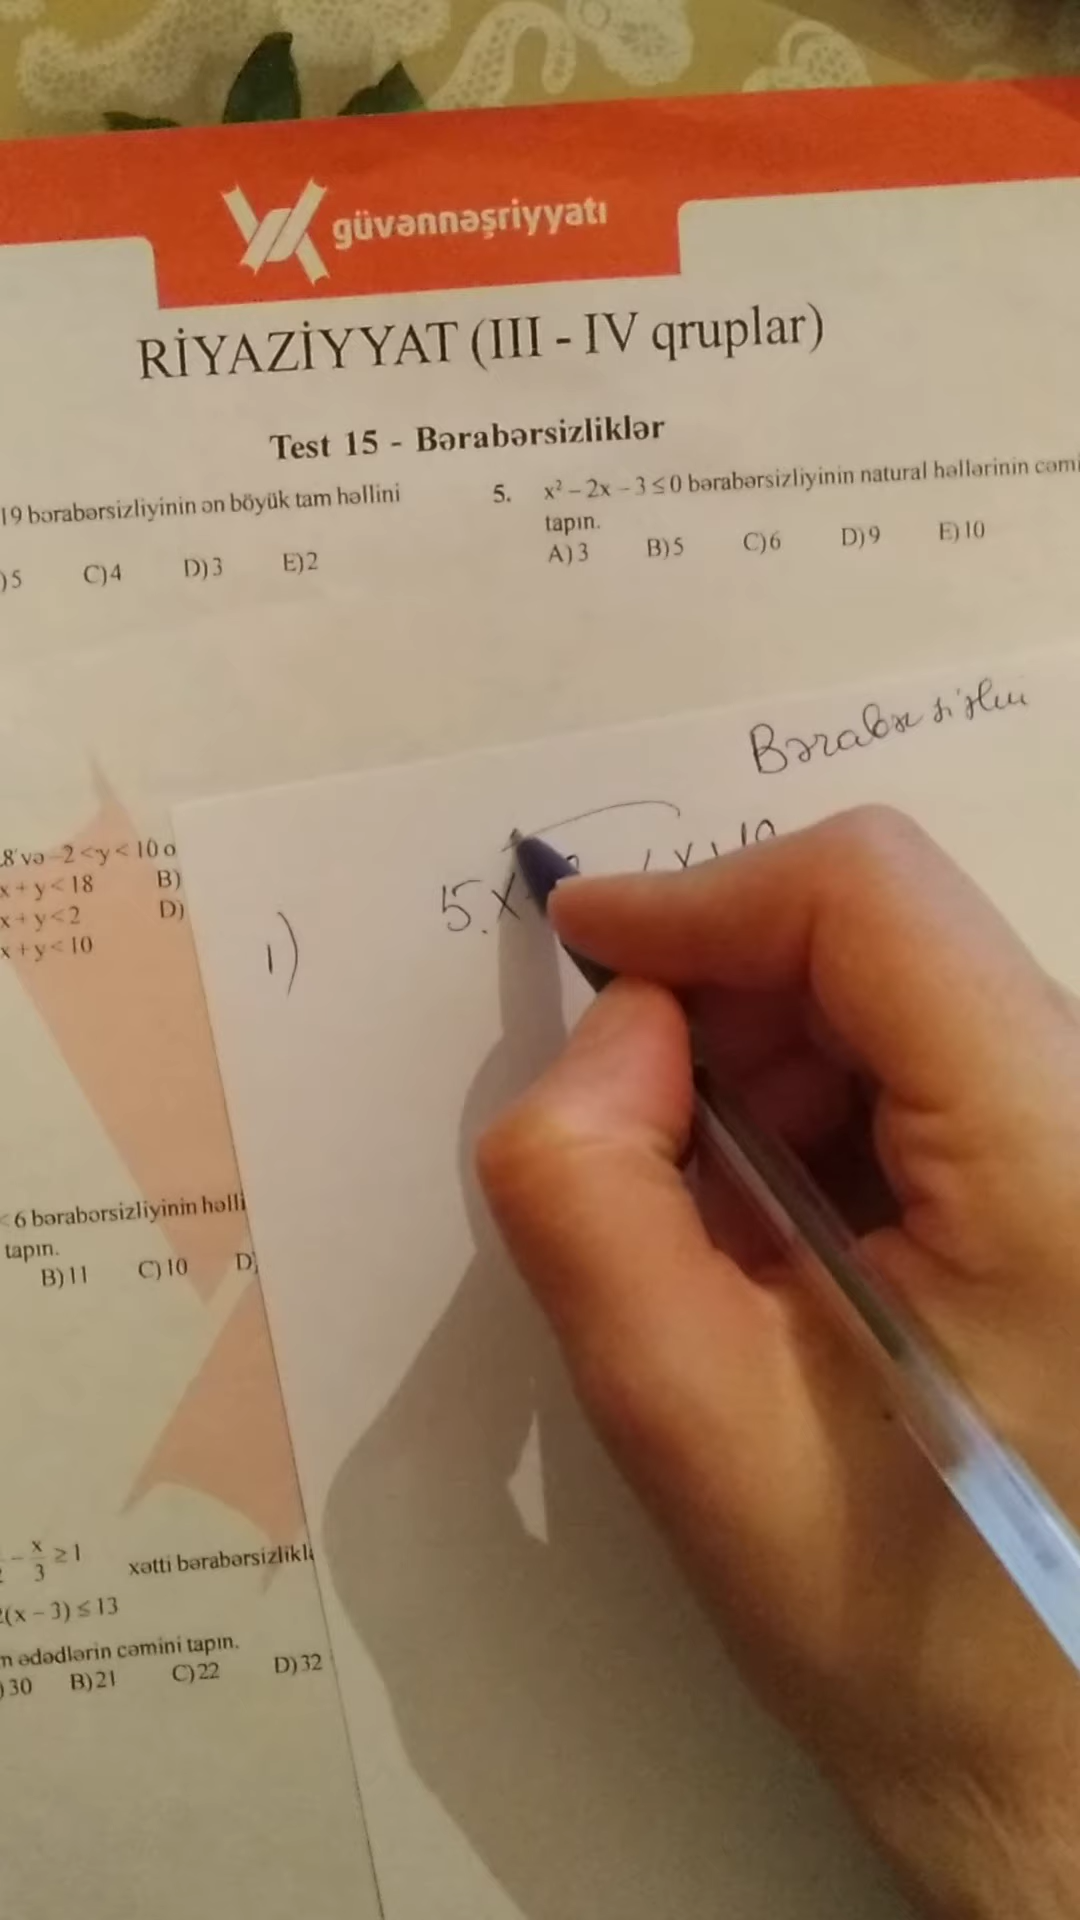 güvənnəşriyyatı
RİYAZİYYAT (III - IV qruplar)
Test 15 - Bərabərsizliklər
19 bərabərsizliyinin ən böyük tam həllini
)5 C)4 D)3 E)2
5. x² – 2x – 3 ≤ 0 bərabərsizliyinin natural həllərinin cəmi
tapın.
A)3 B)5 C)6 D)9 E)10
8 və –2 < y < 10 o
x + y < 18 B)
x + y < 2 D)
x + y < 10
1) 5.x
< 6 bərabərsizliyinin həlli
tapın.
B)11 C)10 D)
– x/3 ≥ 1 xətti bərabərsizliklə
2(x – 3) ≤ 13
ədədlərin cəmini tapın.
)30 B)21 C)22 D)32